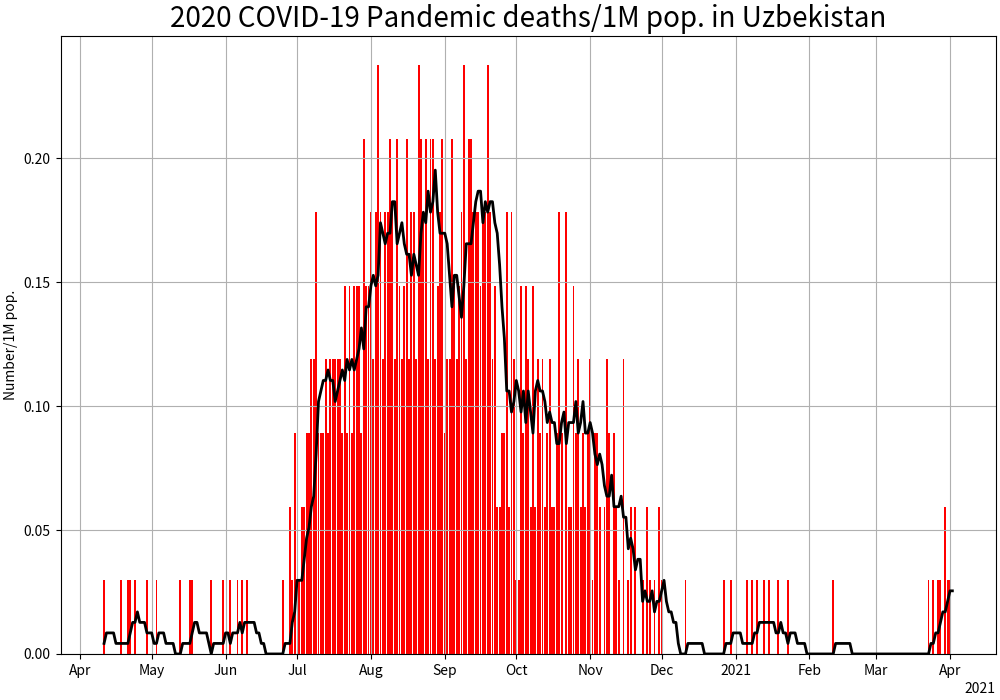 2020 COVID-19 Pandemic deaths/1M pop. in Uzbekistan
Number/1M pop.
0.20
0.15
0.10
0.05
0.00
Apr May Jun Jul Aug Sep Oct Nov Dec 2021 Feb Mar Apr
2021